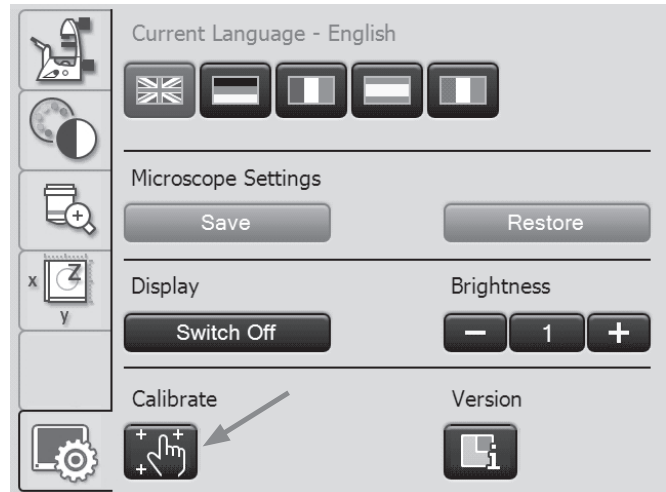 Current Language - English
Microscope Settings
Save Restore
Display Brightness
Switch Off − 1 +
x Z
y
Calibrate Version
i